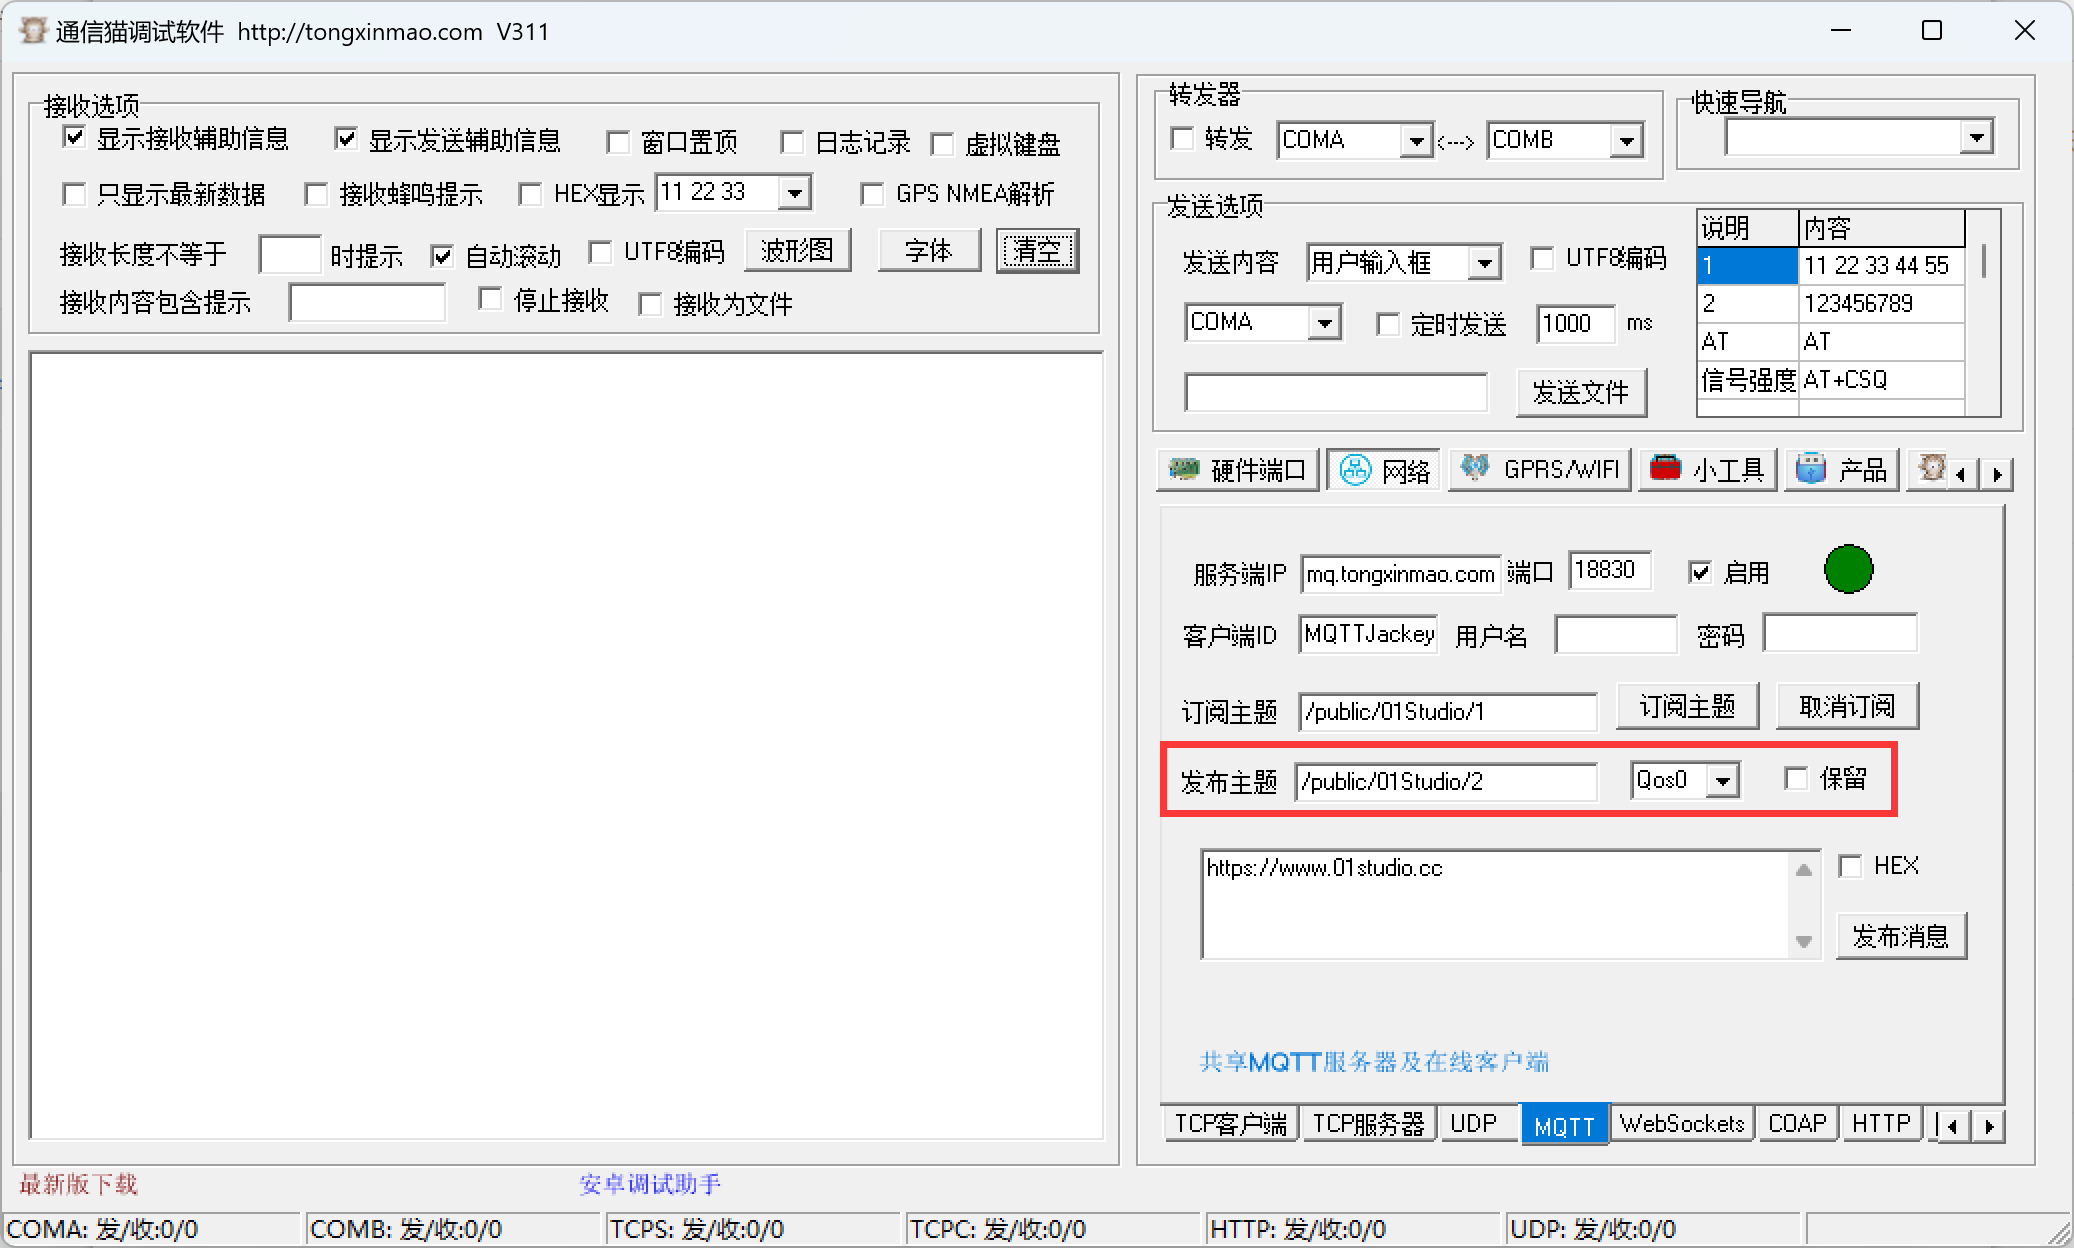 通信猫调试软件 http://tongxinmao.com V311
接收选项
显示接收辅助信息 显示发送辅助信息 窗口置顶 日志记录 虚拟键盘
只显示最新数据 接收蜂鸣提示 HEX显示 11 22 33 GPS NMEA解析
接收长度不等于 时提示 自动滚动 UTF8编码 波形图 字体 清空
接收内容包含提示 停止接收 接收为文件
转发器
转发 COMA <---> COMB
快速导航
发送选项
发送内容 用户输入框 UTF8编码
COMA 定时发送 1000 ms
发送文件
说明 内容
1 11 22 33 44 55
2 123456789
AT AT
信号强度 AT+CSQ
硬件端口 网络 GPRS/WIFI 小工具 产品
服务端IP mq.tongxinmao.com 端口 18830 启用
客户端ID MQTTJackey 用户名 密码
订阅主题 /public/01Studio/1 订阅主题 取消订阅
发布主题 /public/01Studio/2 Qos0 保留
https://www.01studio.cc HEX
发布消息
共享MQTT服务器及在线客户端
TCP客户端 TCP服务器 UDP MQTT WebSockets COAP HTTP
最新版下载 安卓调试助手
COMA: 发/收:0/0 COMB: 发/收:0/0 TCPS: 发/收:0/0 TCPC: 发/收:0/0 HTTP: 发/收:0/0 UDP: 发/收:0/0